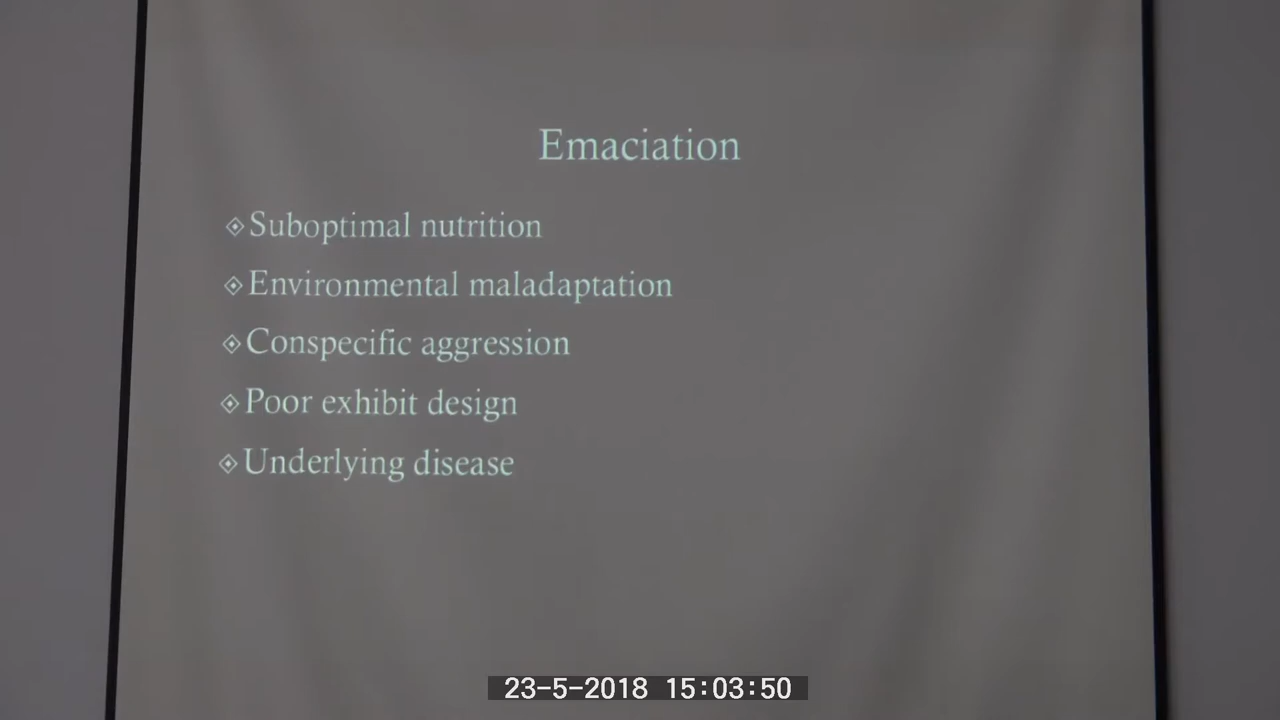 Emaciation
Suboptimal nutrition
Environmental maladaptation
Conspecific aggression
Poor exhibit design
Underlying disease
23-5-2018 15:03:50